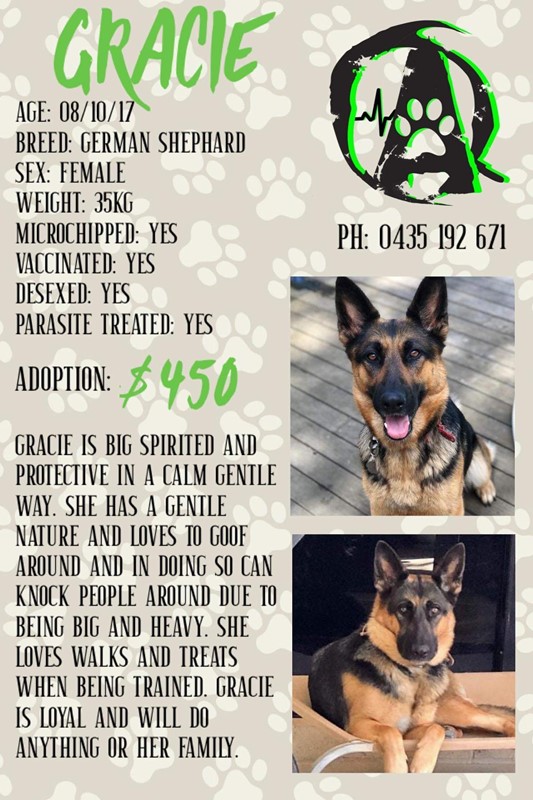 GRACIE
AGE: 08/10/17
BREED: GERMAN SHEPHARD
SEX: FEMALE
WEIGHT: 35KG
MICROCHIPPED: YES
VACCINATED: YES
DESEXED: YES
PARASITE TREATED: YES
ADOPTION: $450
PH: 0435 192 671
GRACIE IS BIG SPIRITED AND
PROTECTIVE IN A CALM GENTLE
WAY. SHE HAS A GENTLE
NATURE AND LOVES TO GOOF
AROUND AND IN DOING SO CAN
KNOCK PEOPLE AROUND DUE TO
BEING BIG AND HEAVY. SHE
LOVES WALKS AND TREATS
WHEN BEING TRAINED. GRACIE
IS LOYAL AND WILL DO
ANYTHING OR HER FAMILY.